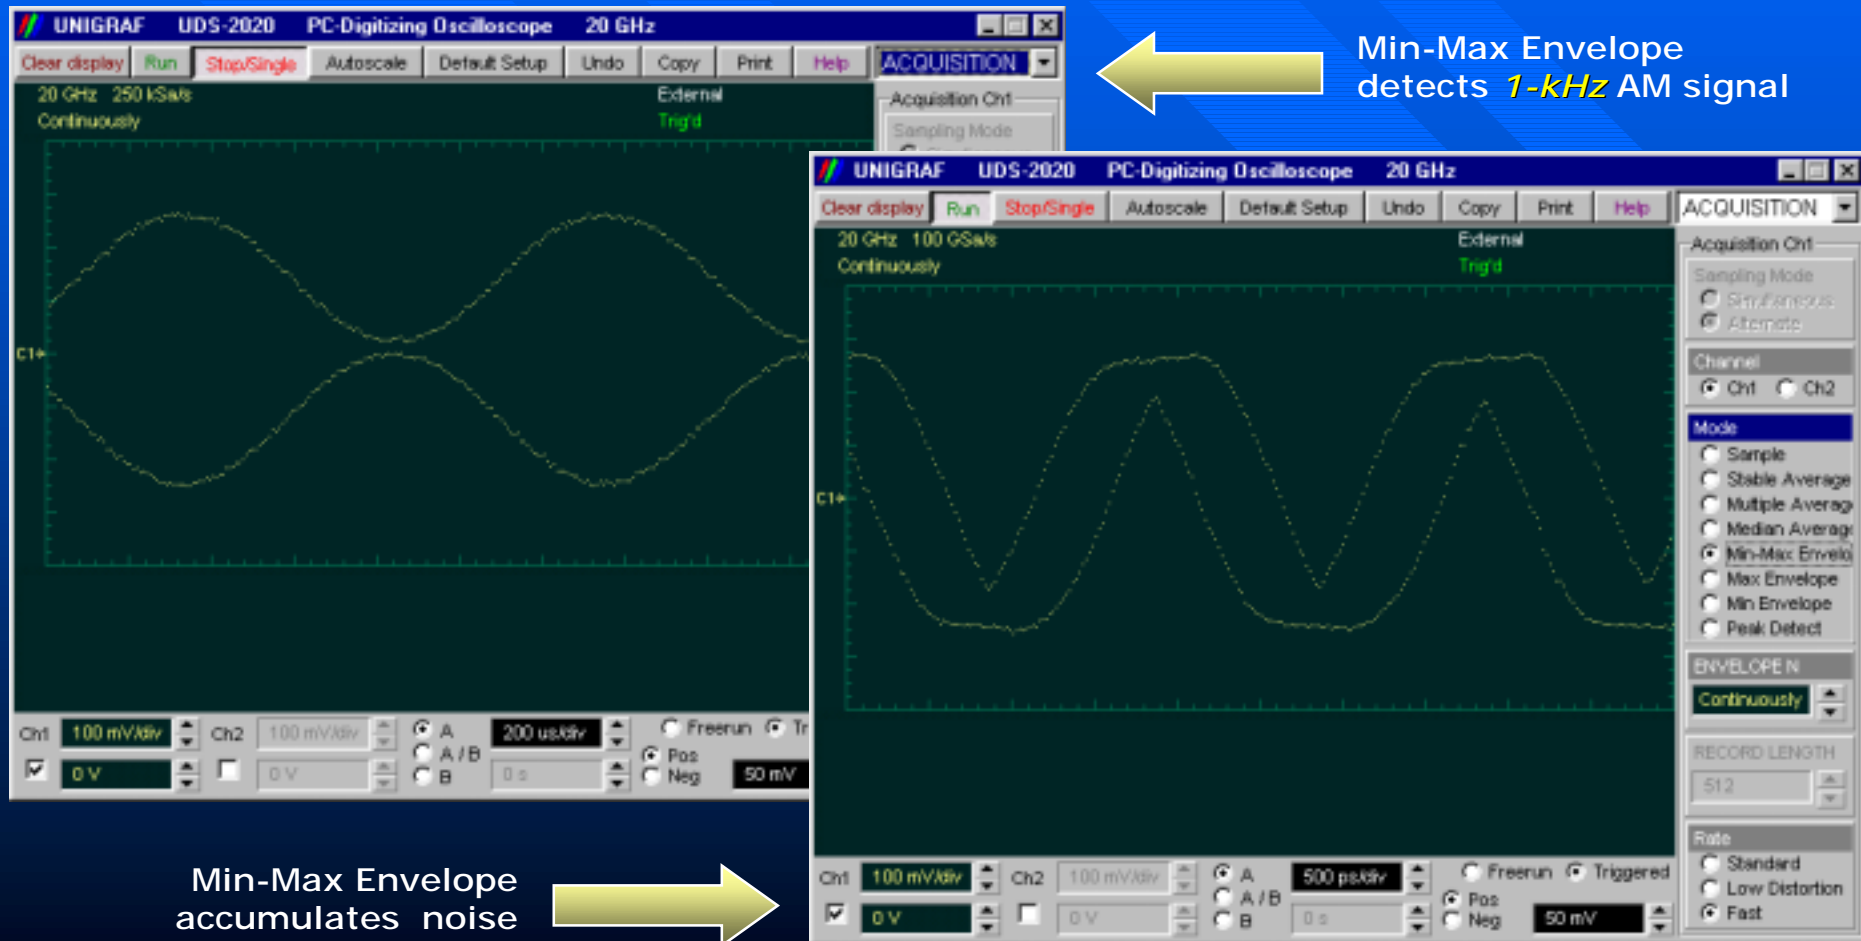 UNIGRAF UDS-2020 PC-Digitizing Oscilloscope 20 GHz
Clear display Run Stop/Single Autoscale Default Setup Undo Copy Print Help ACQUISITION
20 GHz 250 kSa/s External
Continuously Trig'd
Acquisition Ch1
Sampling Mode
C1
Ch1 100 mV/div Ch2 100 mV/div A 200 us/div Freerun
A / B Pos
0 V 0 V B 0 s Neg 50 mV
Min-Max Envelope
detects 1-kHz AM signal
UNIGRAF UDS-2020 PC-Digitizing Oscilloscope 20 GHz
Clear display Run Stop/Single Autoscale Default Setup Undo Copy Print Help ACQUISITION
20 GHz 100 GSa/s External
Continuously Trig'd
Acquisition Ch1
Sampling Mode
Simultaneous
Alternate
Channel
Ch1 Ch2
Mode
Sample
Stable Average
Multiple Averag
Median Average
Min-Max Envelo
Max Envelope
Min Envelope
Peak Detect
ENVELOPE N
Continuously
RECORD LENGTH
512
Rate
Standard
Low Distortion
Fast
C1
Ch1 100 mV/div Ch2 100 mV/div A 500 ps/div Freerun Triggered
A / B Pos
0 V 0 V B 0 s Neg 50 mV
Min-Max Envelope
accumulates noise